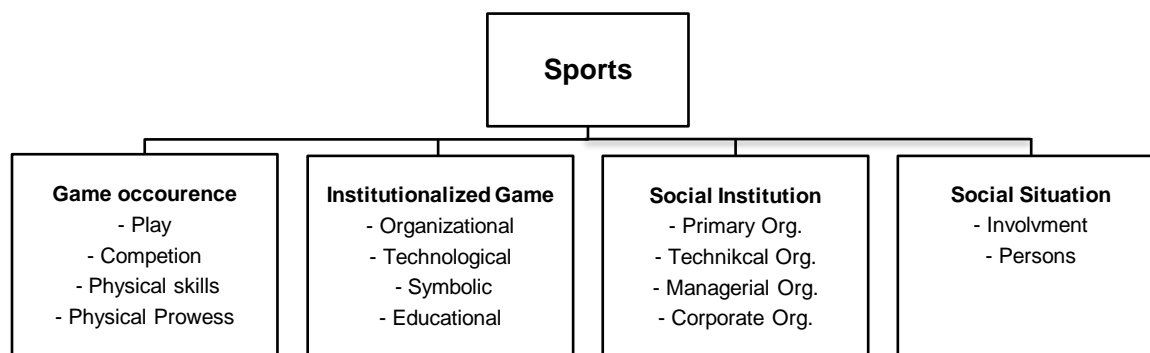 Sports
Game occourence
- Play
- Competion
- Physical skills
- Physical Prowess
Institutionalized Game
- Organizational
- Technological
- Symbolic
- Educational
Social Institution
- Primary Org.
- Technikcal Org.
- Managerial Org.
- Corporate Org.
Social Situation
- Involvment
- Persons